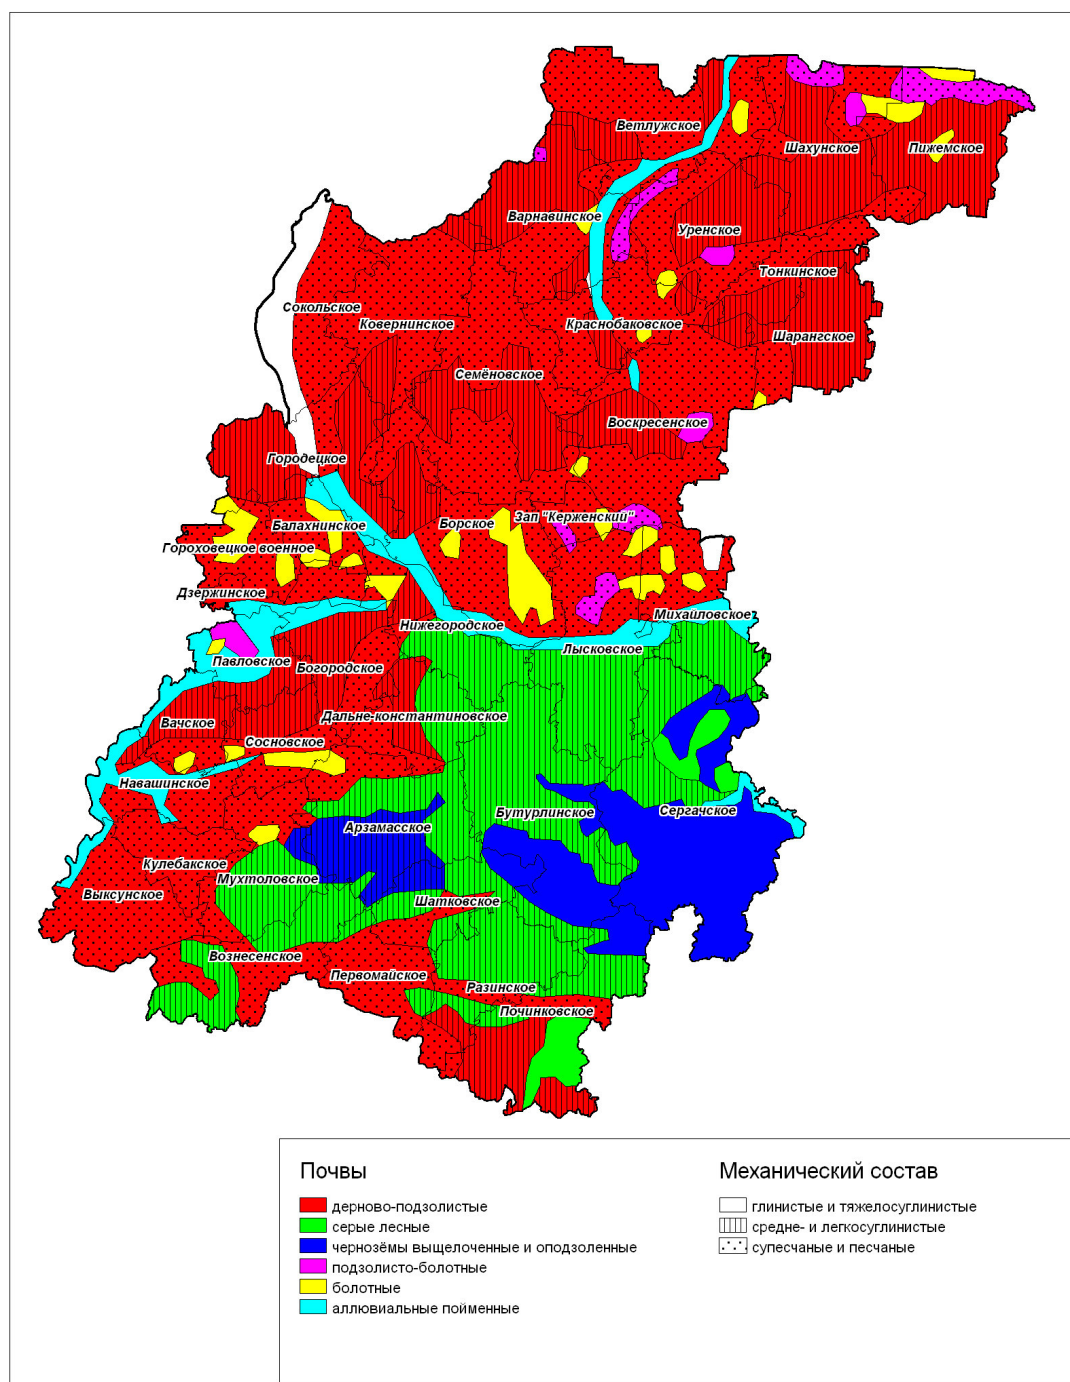 Ветлужское
Шахунское
Пижемское
Варнавинское
Уренское
Тонкинское
Сокольское
Ковернинское
Краснобаковское
Шарангское
Семёновское
Воскресенское
Городецкое
Балахнинское
Борское
Зап "Керженский"
Гороховецкое военное
Дзержинское
Михайловское
Нижегородское
Лысковское
Павловское
Богородское
Вачское
Дальне-константиновское
Сосновское
Навашинское
Сергачское
Бутурлинское
Арзамасское
Кулебакское
Мухтоловское
Выксунское
Шатковское
Вознесенское
Первомайское
Разинское
Починковское
Почвы
дерново-подзолистые
серые лесные
чернозёмы выщелоченные и оподзоленные
подзолисто-болотные
болотные
аллювиальные пойменные
Механический состав
глинистые и тяжелосуглинистые
средне- и легкосуглинистые
супесчаные и песчаные